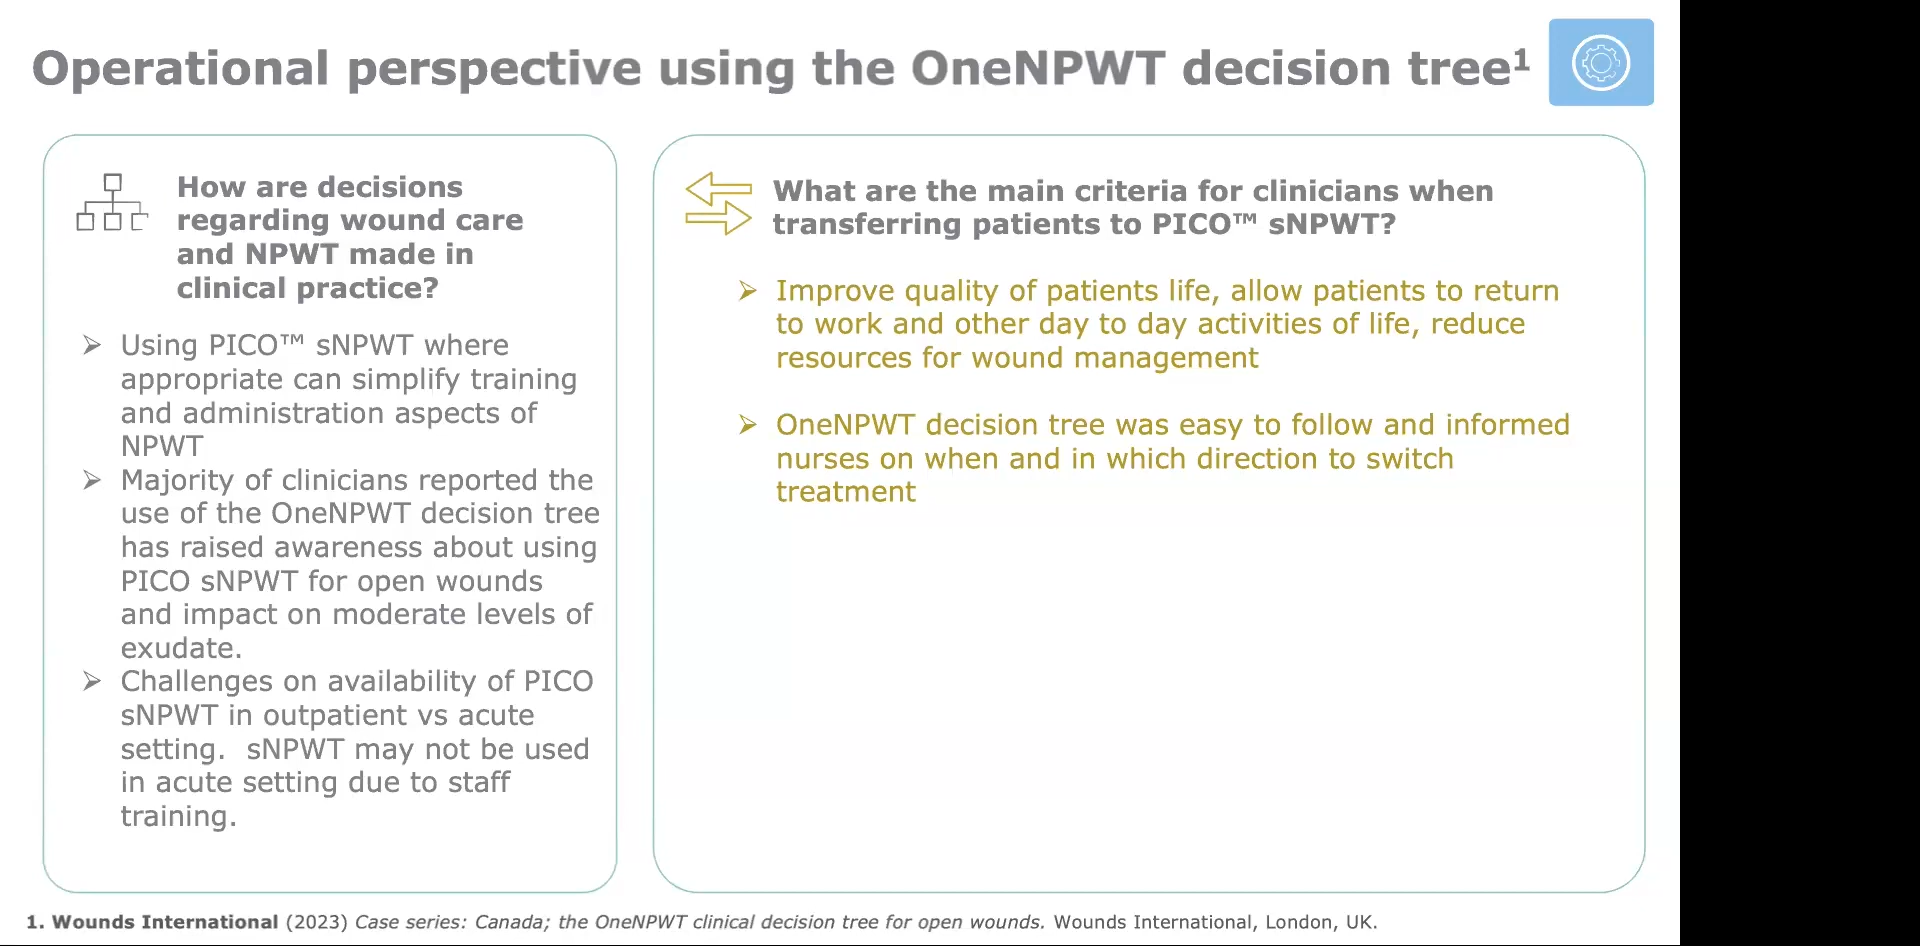 Operational perspective using the OneNPWT decision tree¹
How are decisions
regarding wound care
and NPWT made in
clinical practice?
➢ Using PICO™ sNPWT where
appropriate can simplify training
and administration aspects of
NPWT
➢ Majority of clinicians reported the
use of the OneNPWT decision tree
has raised awareness about using
PICO sNPWT for open wounds
and impact on moderate levels of
exudate.
➢ Challenges on availability of PICO
sNPWT in outpatient vs acute
setting.  sNPWT may not be used
in acute setting due to staff
training.
What are the main criteria for clinicians when
transferring patients to PICO™ sNPWT?
➢ Improve quality of patients life, allow patients to return
to work and other day to day activities of life, reduce
resources for wound management
➢ OneNPWT decision tree was easy to follow and informed
nurses on when and in which direction to switch
treatment
1. Wounds International (2023) Case series: Canada; the OneNPWT clinical decision tree for open wounds. Wounds International, London, UK.